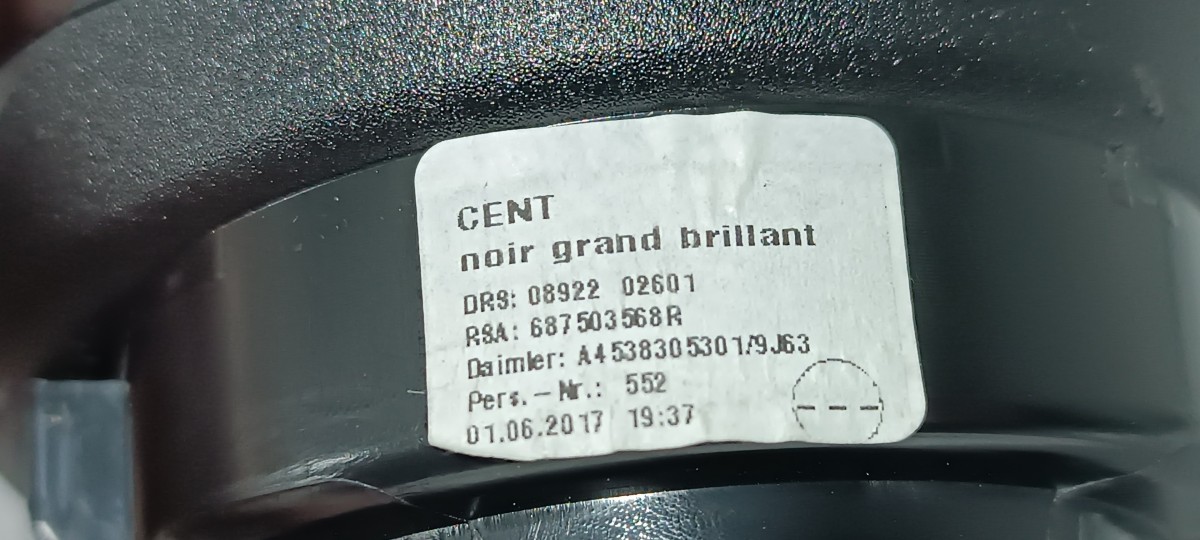 CENT
noir grand brillant
DRS: 08922 02601
RSA: 687503568R
Daimler: A4538305301/9J63
Pers.-Nr.: 552
01.06.2017 19:37